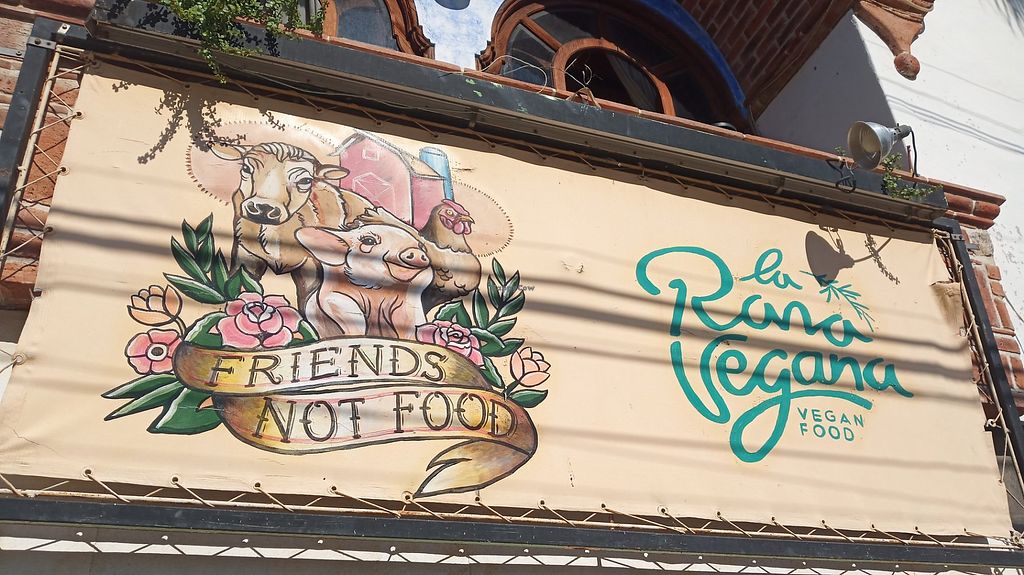 FRIENDS
NOT FOOD
la
Rana
Vegana
VEGAN
FOOD